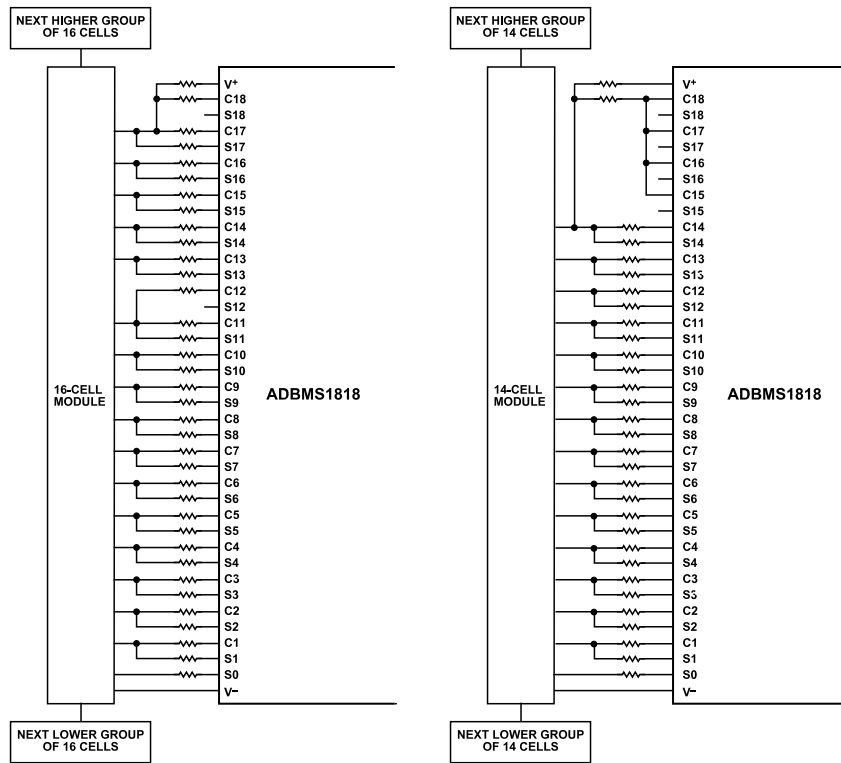 NEXT HIGHER GROUP
OF 16 CELLS
V+
C18
S18
C17
S17
C16
S16
C15
S15
C14
S14
C13
S13
C12
S12
C11
S11
C10
S10
C9
S9
C8
S8
C7
S7
C6
S6
C5
S5
C4
S4
C3
S3
C2
S2
C1
S1
S0
V−
16-CELL
MODULE
ADBMS1818
NEXT LOWER GROUP
OF 16 CELLS
NEXT HIGHER GROUP
OF 14 CELLS
V+
C18
S18
C17
S17
C16
S16
C15
S15
C14
S14
C13
S13
C12
S12
C11
S11
C10
S10
C9
S9
C8
S8
C7
S7
C6
S6
C5
S5
C4
S4
C3
S3
C2
S2
C1
S1
S0
V−
14-CELL
MODULE
ADBMS1818
NEXT LOWER GROUP
OF 14 CELLS